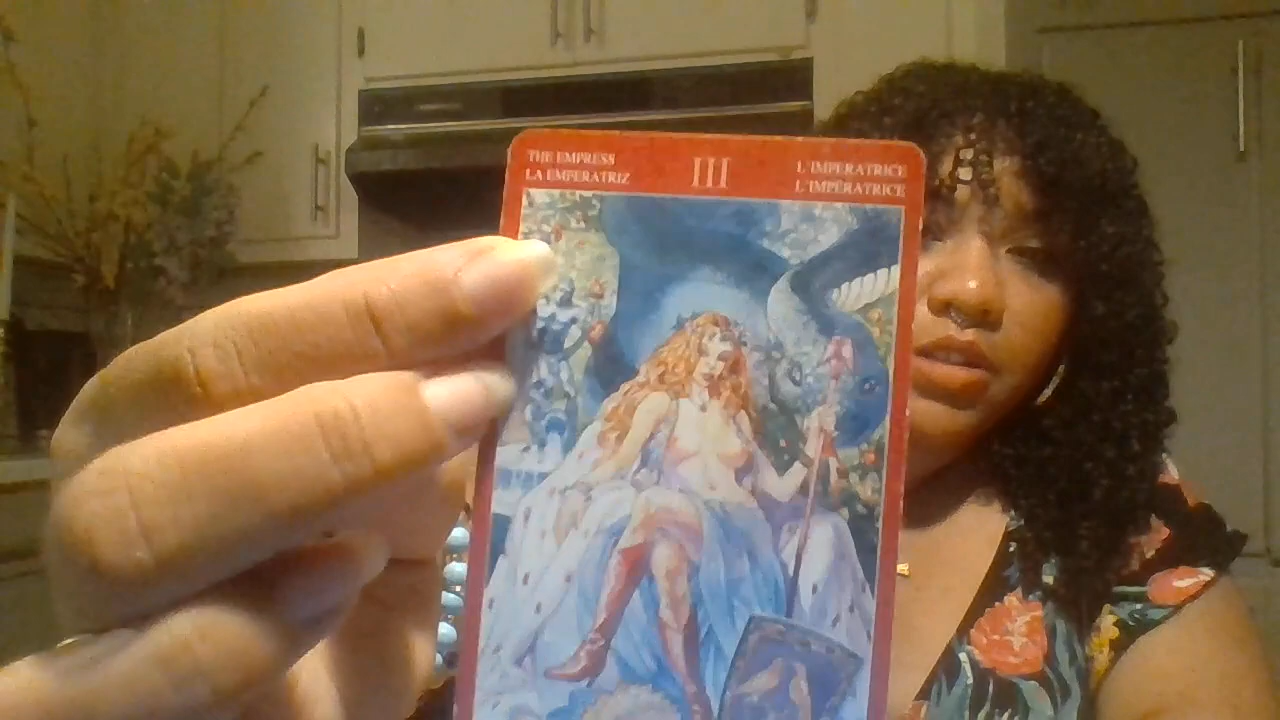 THE EMPRESS
LA EMPERATRIZ
III
L'IMPERATRICE
L'IMPÉRATRICE